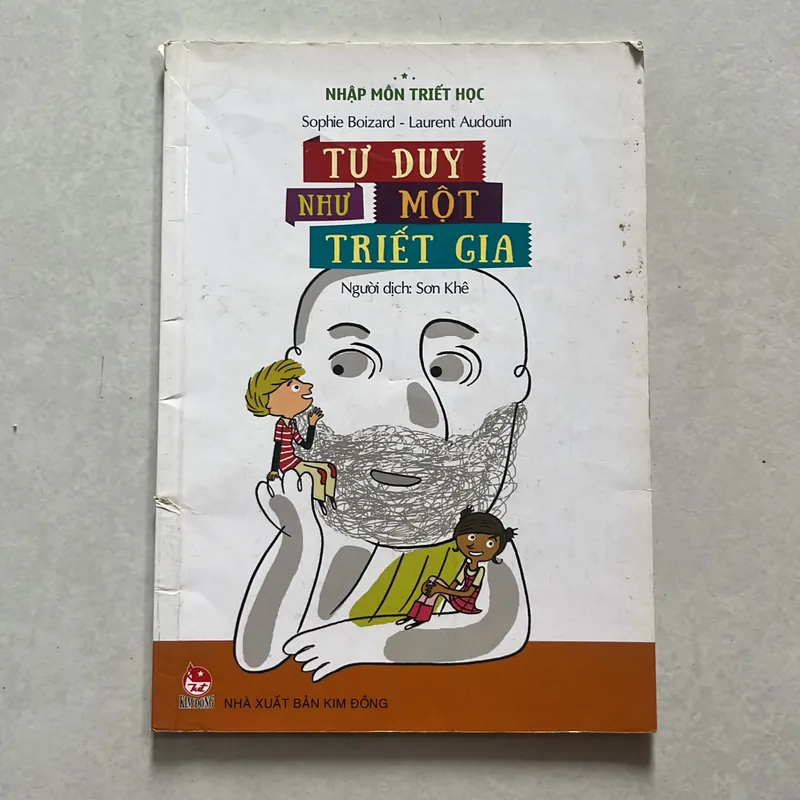 NHẬP MÔN TRIẾT HỌC
Sophie Boizard - Laurent Audouin
TƯ DUY
NHƯ MỘT
TRIẾT GIA
Người dịch: Sơn Khê
KIM ĐỒNG
NHÀ XUẤT BẢN KIM ĐỒNG